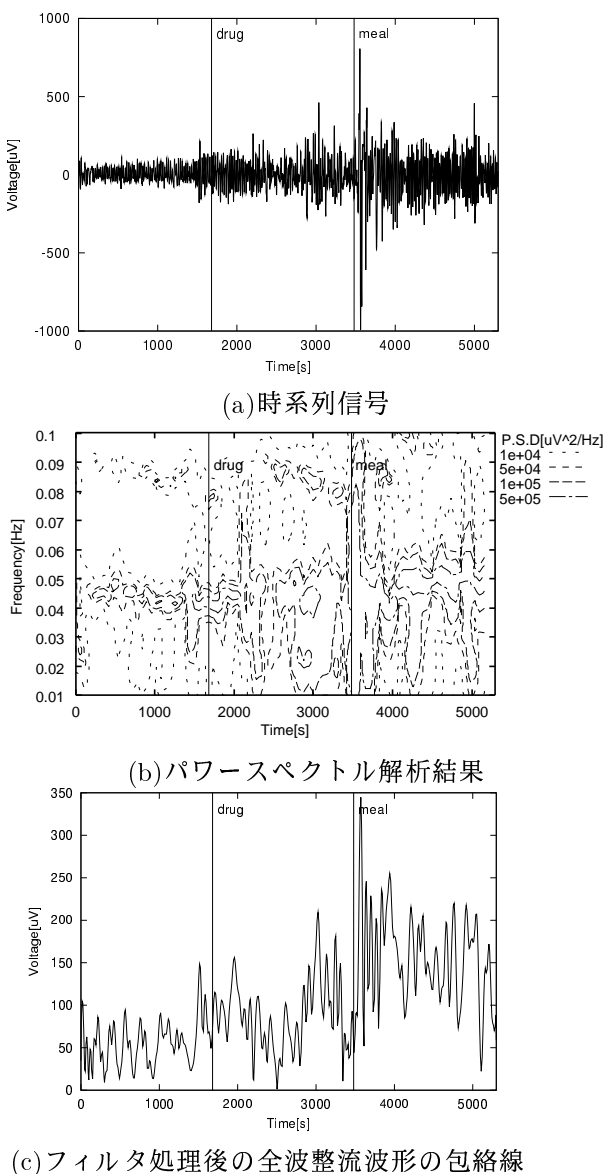 1000
drug
meal
500
Voltage[uV]
0
-500
-1000
0 1000 2000 3000 4000 5000
Time[s]
(a)時系列信号
0.1
P.S.D[uV^2/Hz]
drug
meal
1e+04
0.09
5e+04
0.08
1e+05
5e+05
0.07
0.06
Frequency[Hz]
0.05
0.04
0.03
0.02
0.01
0 1000 2000 3000 4000 5000
Time[s]
(b)パワースペクトル解析結果
350
drug
meal
300
250
200
Voltage[uV]
150
100
50
0
0 1000 2000 3000 4000 5000
Time[s]
(c)フィルタ処理後の全波整流波形の包絡線